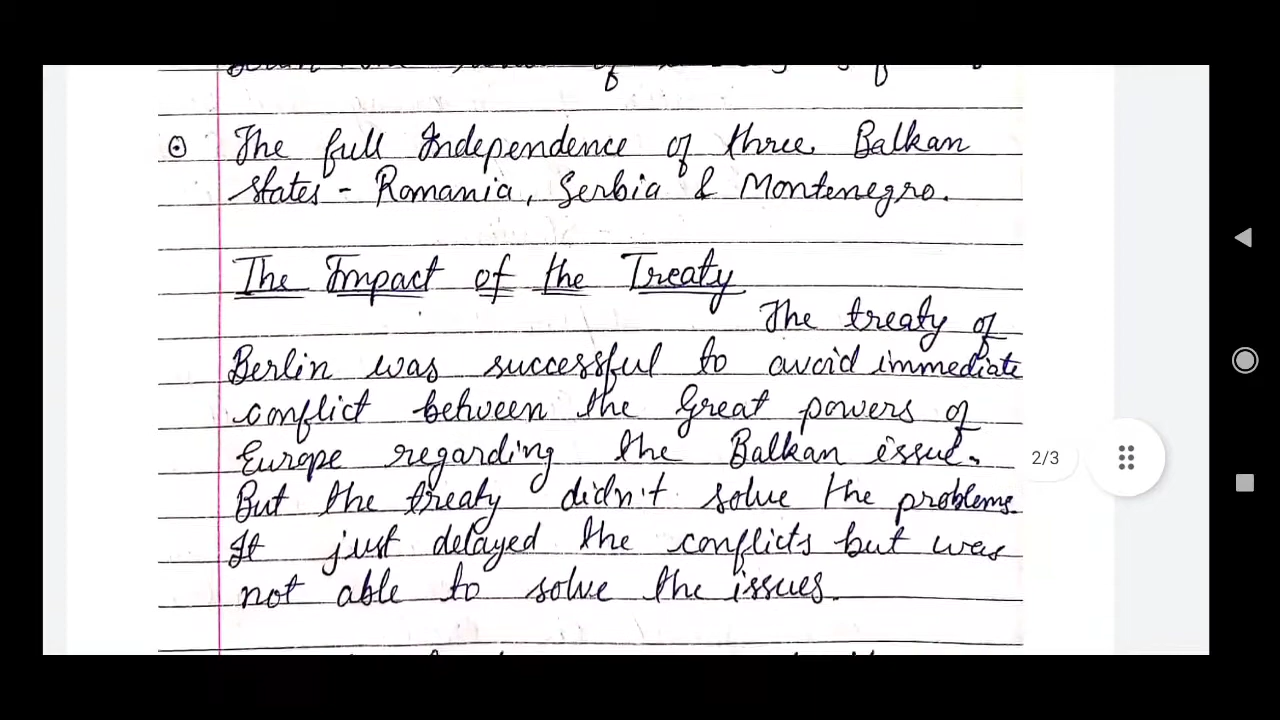 The full Independence of three Balkan
states - Romania, Serbia & Montenegro.
The Impact of the Treaty
The treaty of
Berlin was successful to avoid immediate
conflict between the Great powers of
Europe regarding the Balkan issue.
But the treaty didn't solve the problems.
It just delayed the conflicts but was
not able to solve the issues.
2/3